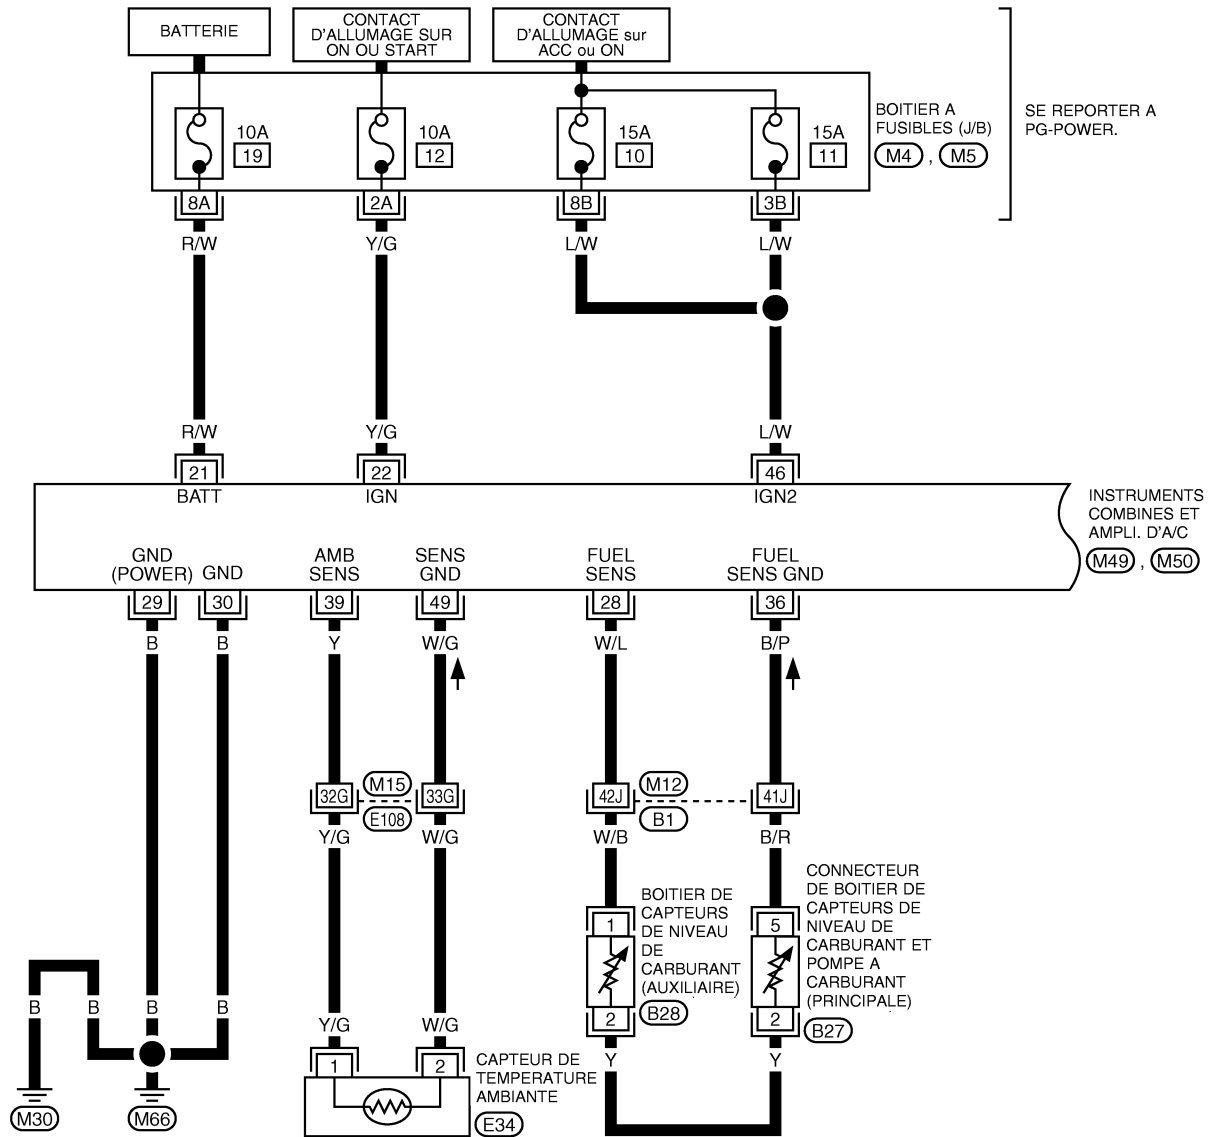 BATTERIE
CONTACT
D'ALLUMAGE SUR
ON OU START
CONTACT
D'ALLUMAGE sur
ACC ou ON
10A
19
10A
12
15A
10
15A
11
BOITIER A
FUSIBLES (J/B)
M4 , M5
SE REPORTER A
PG-POWER.
8A
2A
8B
3B
R/W
Y/G
L/W
L/W
R/W
Y/G
L/W
21
22
46
BATT
IGN
IGN2
INSTRUMENTS
COMBINES ET
AMPLI. D'A/C
M49 , M50
GND
(POWER)
GND
AMB
SENS
SENS
GND
FUEL
SENS
FUEL
SENS GND
29
30
39
49
28
36
B
B
Y
W/G
W/L
B/P
32G
M15
E108
33G
42J
M12
B1
41J
Y/G
W/G
W/B
B/R
BOITIER DE
CAPTEURS
DE NIVEAU
DE
CARBURANT
(AUXILIAIRE)
B28
CONNECTEUR
DE BOITIER DE
CAPTEURS DE
NIVEAU DE
CARBURANT ET
POMPE A
CARBURANT
(PRINCIPALE)
B27
1
5
2
2
B
B
B
B
Y/G
W/G
Y
Y
1
2
CAPTEUR DE
TEMPERATURE
AMBIANTE
E34
M30
M66